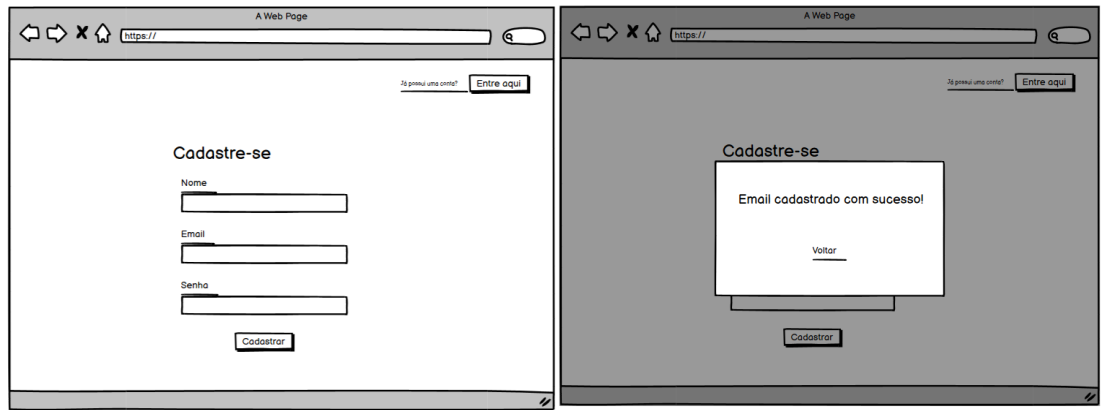 A Web Page
https://
Já possui uma conta?
Entre aqui
Cadastre-se
Nome
Email
Senha
Cadastrar
A Web Page
https://
Já possui uma conta?
Entre aqui
Cadastre-se
Email cadastrado com sucesso!
Voltar
Cadastrar